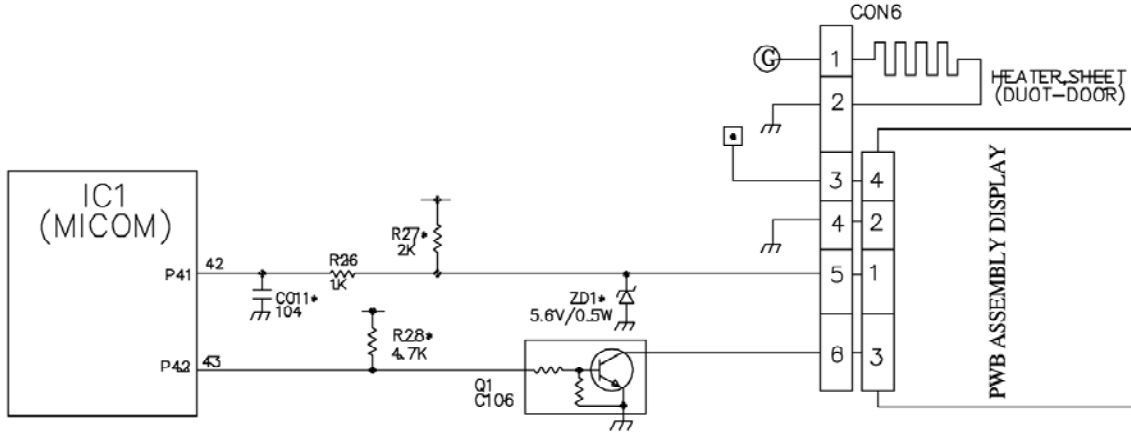 CON6
G
1
HEATER,SHEET
(DUOT-DOOR)
2
3
4
4
2
5
1
6
3
PWB ASSEMBLY DISPLAY
IC1
(MICOM)
P41
42
R26
1K
R27*
2K
C011*
104
ZD1*
5.6V/0.5W
R28*
4.7K
P42
43
Q1
C106